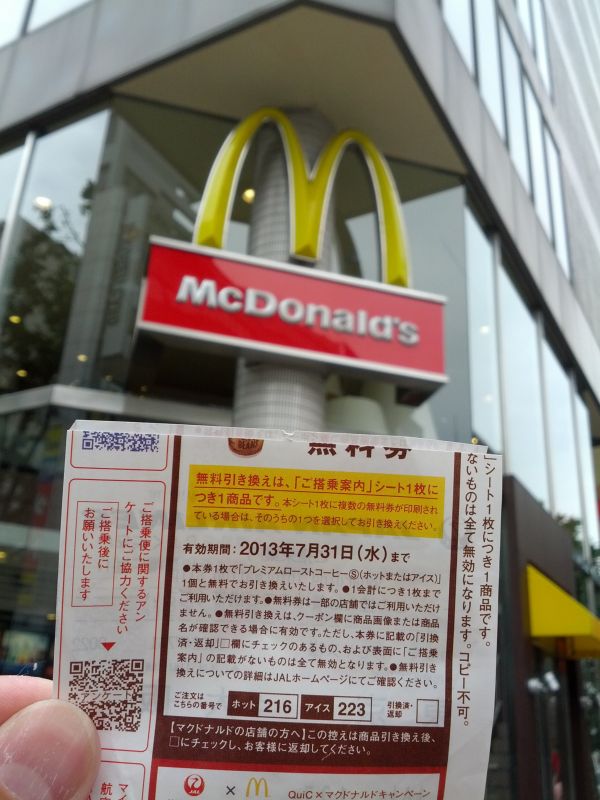 McDonald's
BEANS
無料券
無料引き換えは、「ご搭乗案内」シート1枚に
つき1商品です。本シート1枚に複数の無料券が印刷され
ている場合は、そのうちの1つを選択してお引き換えください。
有効期間：2013年7月31日（水）まで
●本券1枚で「プレミアムローストコーヒーⓈ(ホットまたはアイス)」
1個と無料でお引き換えいたします。●1会計につき1枚まで
ご利用いただけます。●無料券は一部の店舗ではご利用いただけ
ません。●無料引き換えは、クーポン欄に商品画像または商品
名が確認できる場合に有効です。ただし、本券に記載の「引換
済・返却」□欄にチェックのあるもの、および表面に「ご搭乗
案内」の記載がないものは全て無効となります。●無料引き
換えについての詳細はJALホームページにてご確認ください。
ご注文は
こちらの番号で
ホット 216 アイス 223
引換済・
返却
【マクドナルドの店舗の方へ】この控えは商品引き換え後、
□にチェックし、お客様に返却してください。
JAL × M QuiC×マクドナルドキャンペーン
シート1枚につき1商品です。
ないものは全て無効になります。コピー不可。
ご搭乗便に関するアン
ケートにご協力ください
ご搭乗後に
お願いいたします
アンケート
マイ
航空